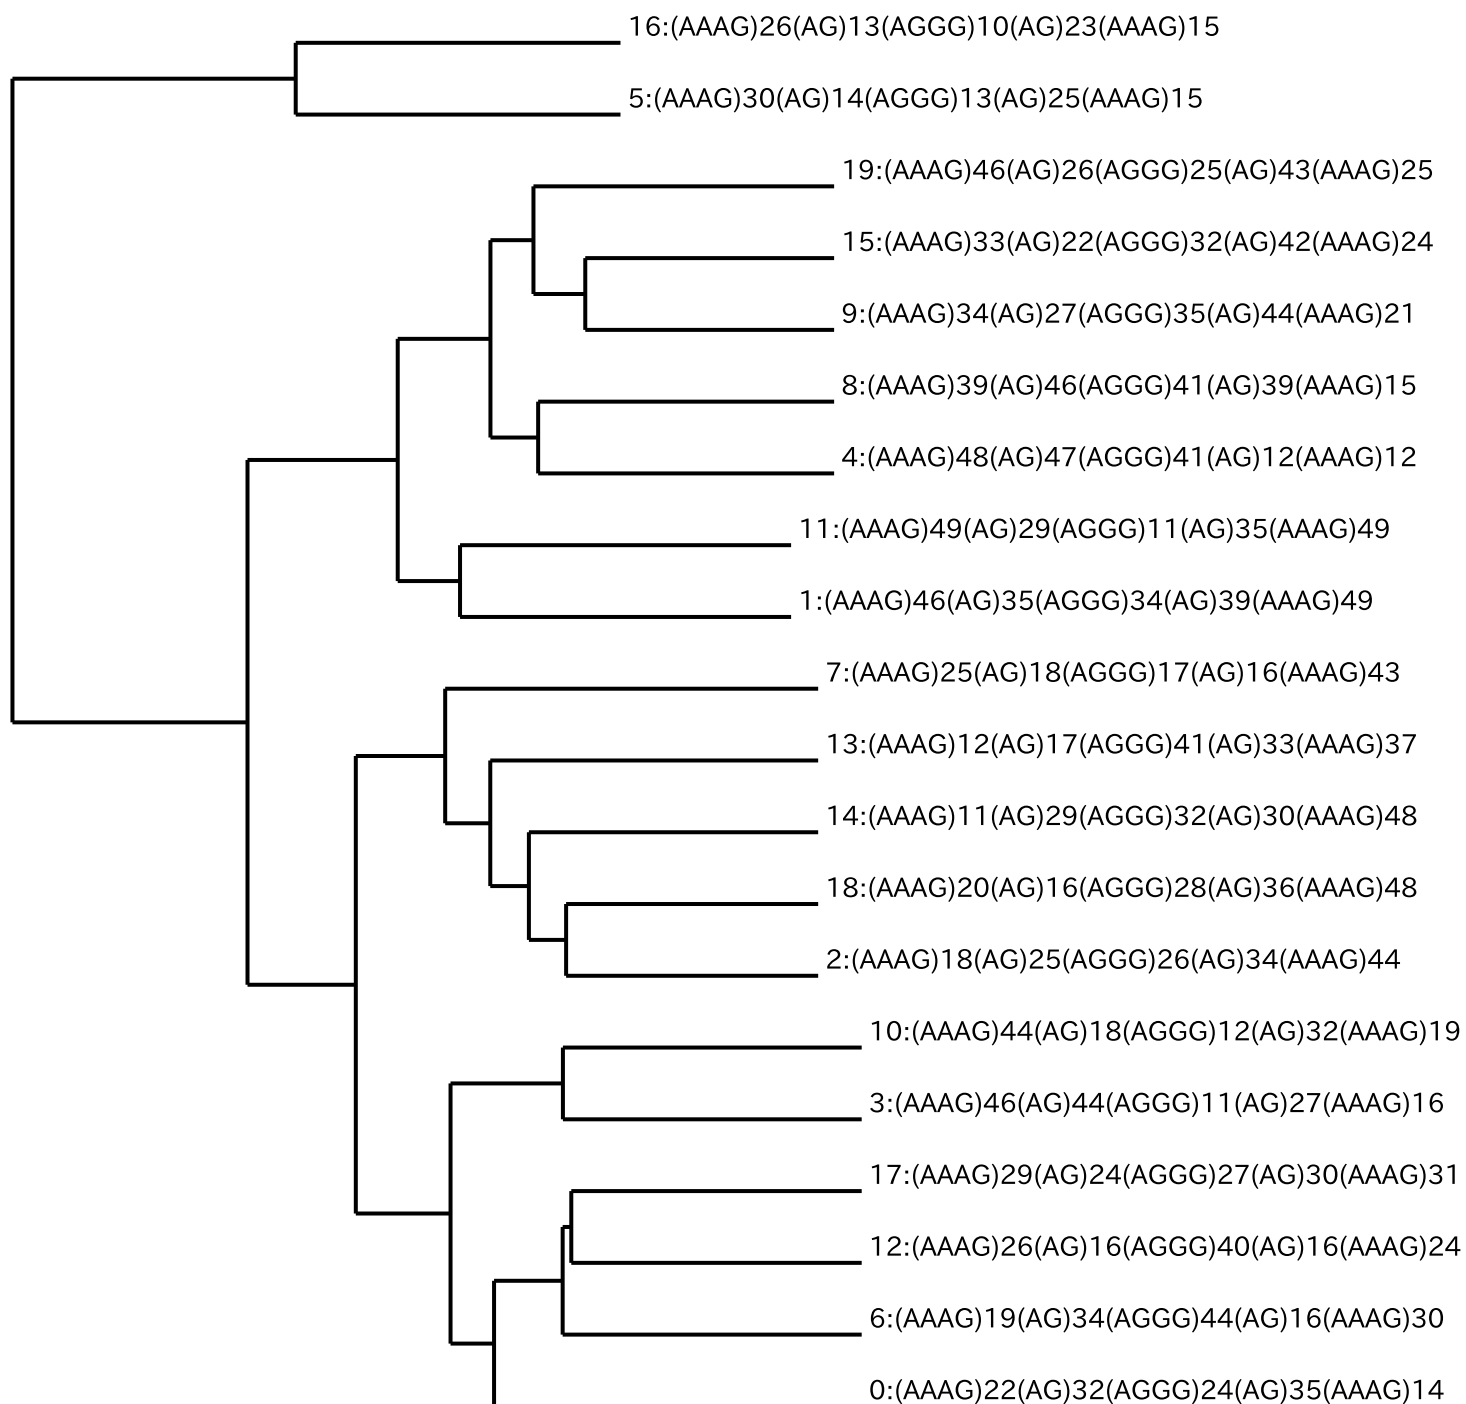 16:(AAAG)26(AG)13(AGGG)10(AG)23(AAAG)15
5:(AAAG)30(AG)14(AGGG)13(AG)25(AAAG)15
19:(AAAG)46(AG)26(AGGG)25(AG)43(AAAG)25
15:(AAAG)33(AG)22(AGGG)32(AG)42(AAAG)24
9:(AAAG)34(AG)27(AGGG)35(AG)44(AAAG)21
8:(AAAG)39(AG)46(AGGG)41(AG)39(AAAG)15
4:(AAAG)48(AG)47(AGGG)41(AG)12(AAAG)12
11:(AAAG)49(AG)29(AGGG)11(AG)35(AAAG)49
1:(AAAG)46(AG)35(AGGG)34(AG)39(AAAG)49
7:(AAAG)25(AG)18(AGGG)17(AG)16(AAAG)43
13:(AAAG)12(AG)17(AGGG)41(AG)33(AAAG)37
14:(AAAG)11(AG)29(AGGG)32(AG)30(AAAG)48
18:(AAAG)20(AG)16(AGGG)28(AG)36(AAAG)48
2:(AAAG)18(AG)25(AGGG)26(AG)34(AAAG)44
10:(AAAG)44(AG)18(AGGG)12(AG)32(AAAG)19
3:(AAAG)46(AG)44(AGGG)11(AG)27(AAAG)16
17:(AAAG)29(AG)24(AGGG)27(AG)30(AAAG)31
12:(AAAG)26(AG)16(AGGG)40(AG)16(AAAG)24
6:(AAAG)19(AG)34(AGGG)44(AG)16(AAAG)30
0:(AAAG)22(AG)32(AGGG)24(AG)35(AAAG)14